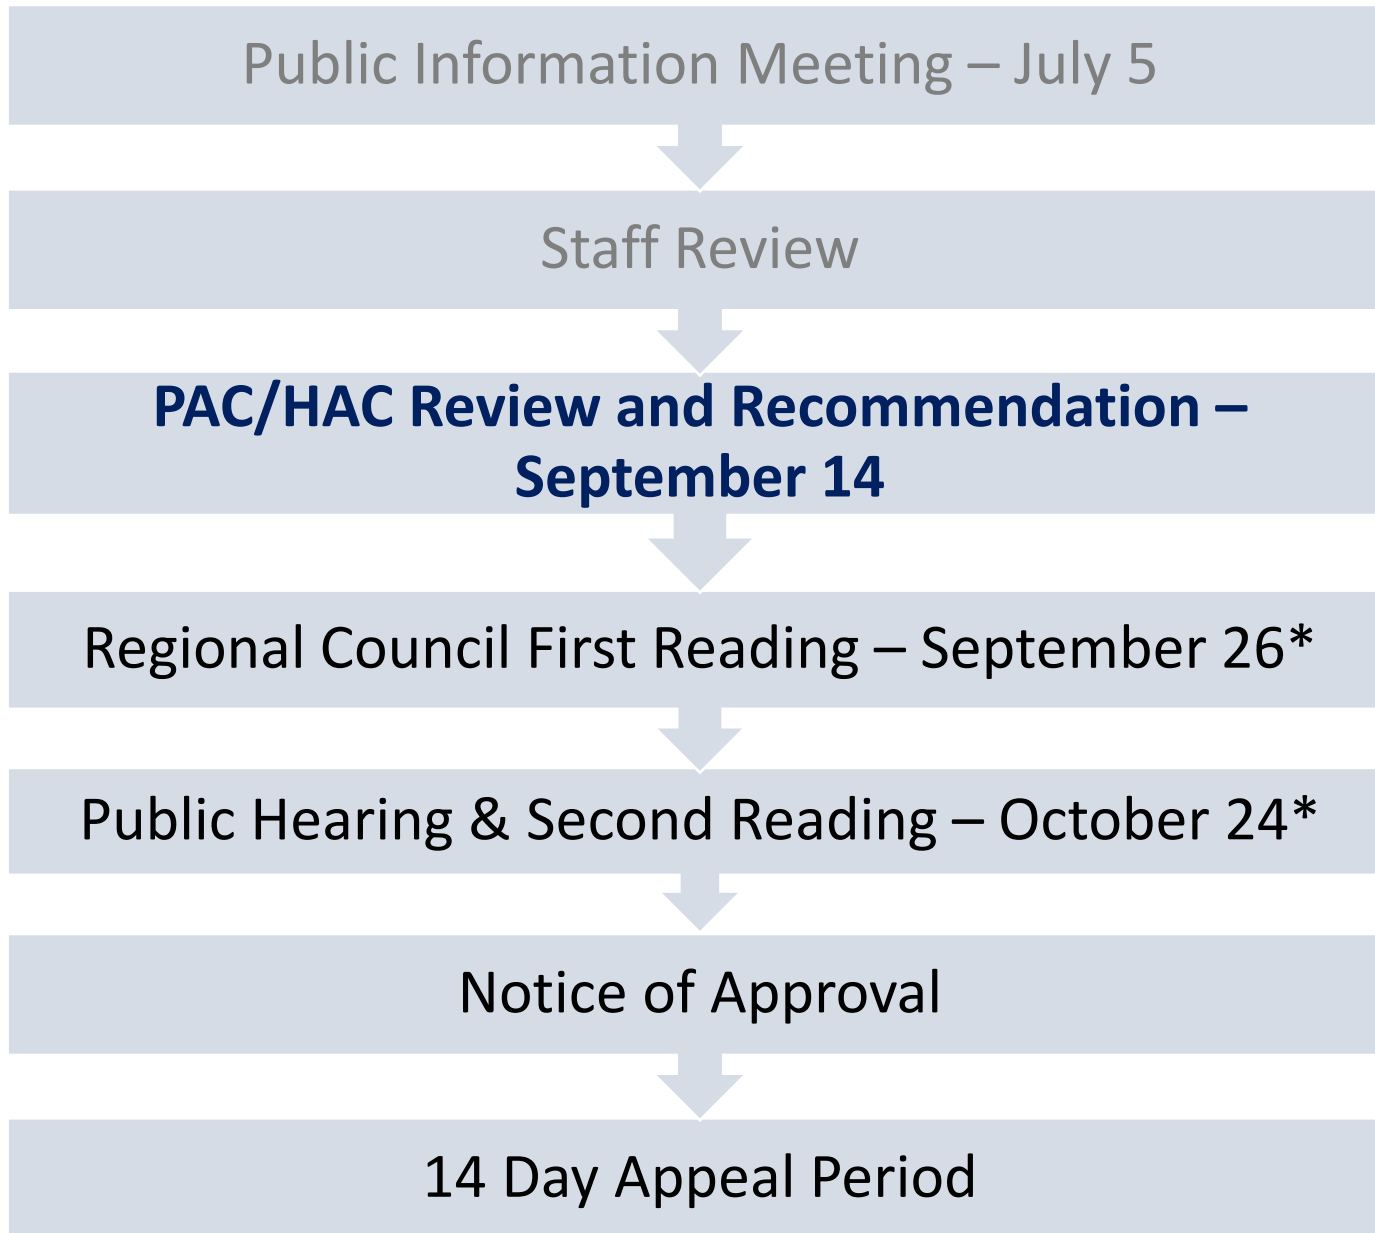 Public Information Meeting – July 5
Staff Review
PAC/HAC Review and Recommendation –
September 14
Regional Council First Reading – September 26*
Public Hearing & Second Reading – October 24*
Notice of Approval
14 Day Appeal Period